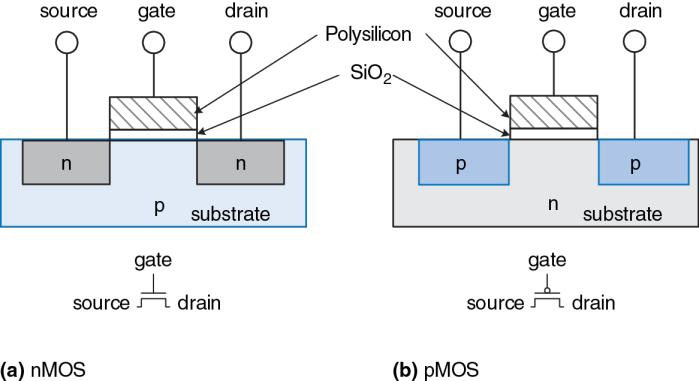 source gate drain
Polysilicon
SiO2
source gate drain
n
n
p
substrate
p
p
n
substrate
gate
source drain
gate
source drain
(a) nMOS
(b) pMOS